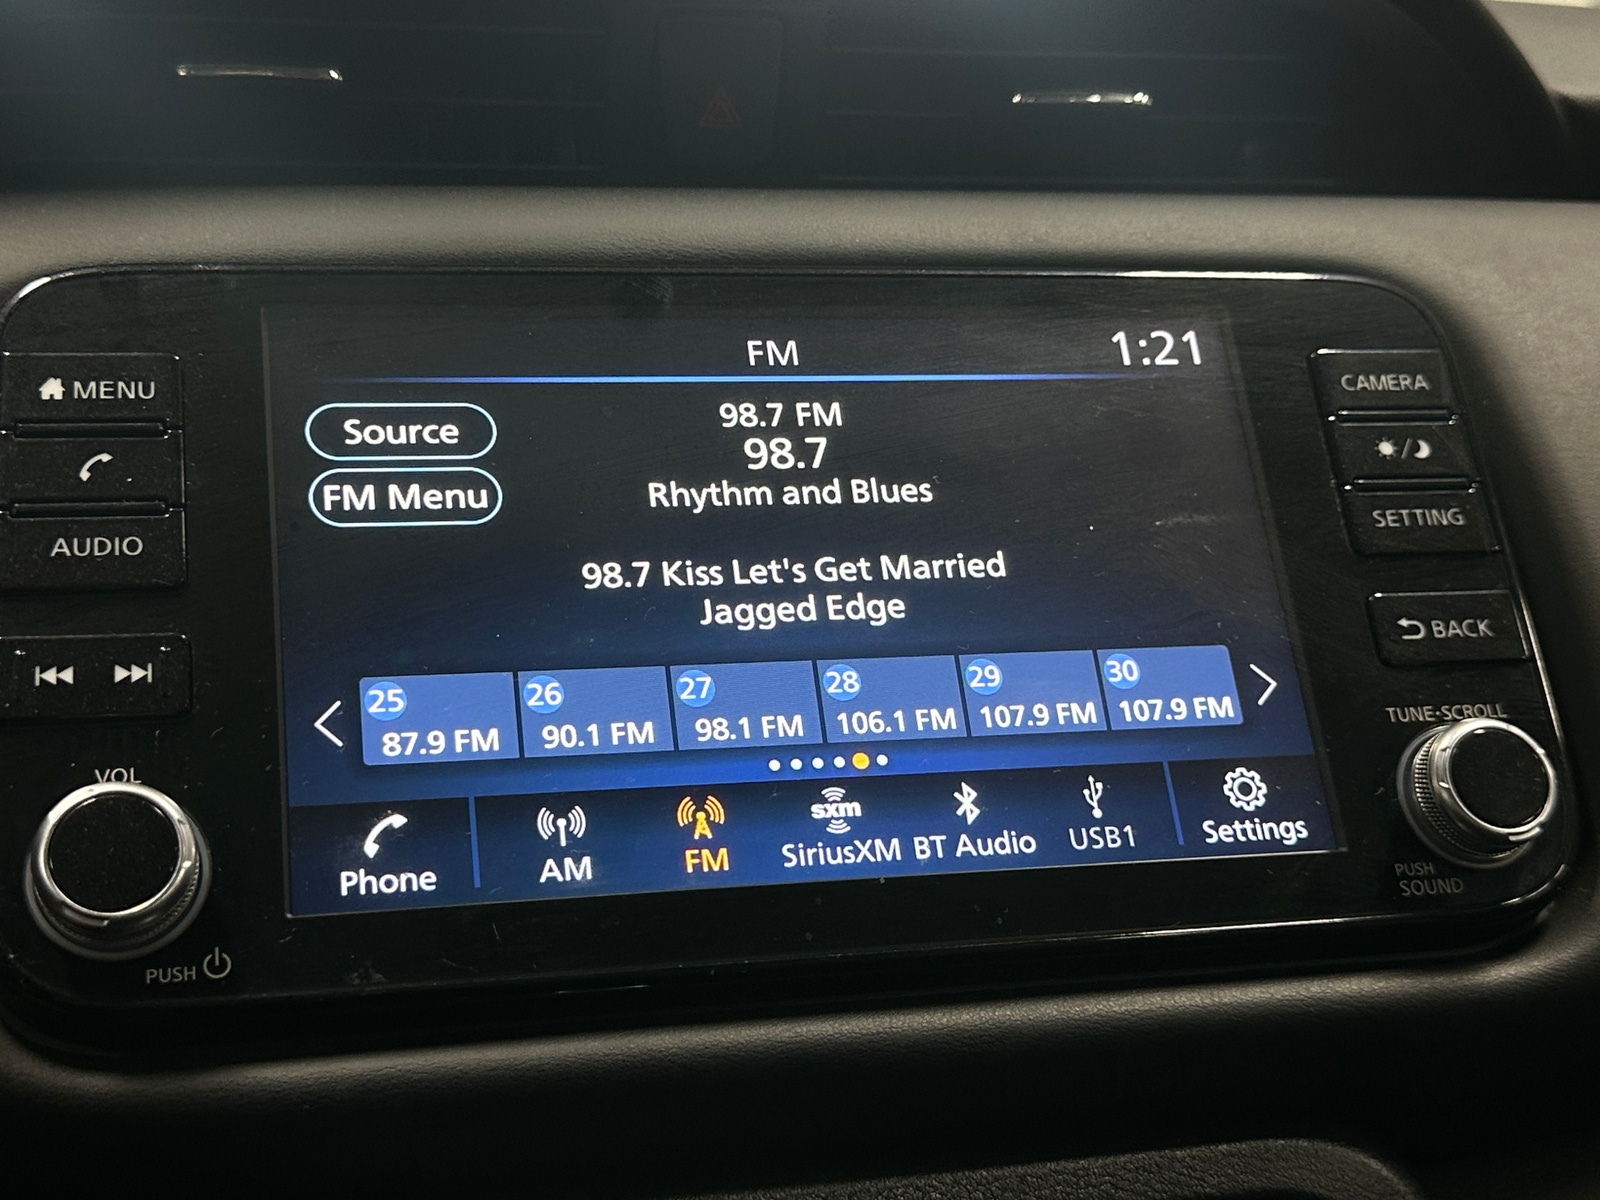 FM
1:21
Source
FM Menu
98.7 FM
98.7
Rhythm and Blues
98.7 Kiss Let's Get Married
Jagged Edge
25
87.9 FM
26
90.1 FM
27
98.1 FM
28
106.1 FM
29
107.9 FM
30
107.9 FM
Phone
AM
FM
sxm
SiriusXM
BT Audio
USB1
Settings
MENU
AUDIO
VOL
PUSH
CAMERA
SETTING
BACK
TUNE•SCROLL
PUSH
SOUND